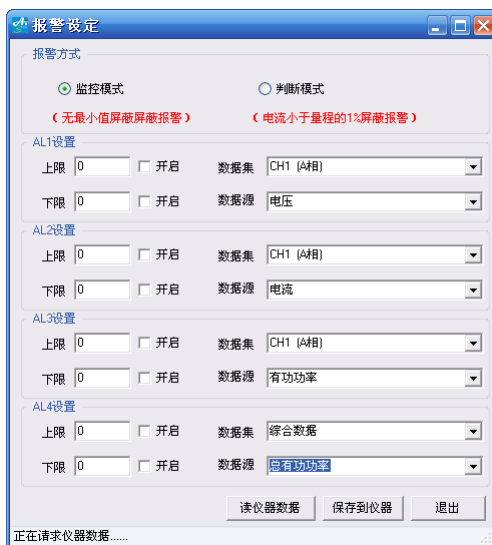 报警设定
报警方式
监控模式 判断模式
(无最小值屏蔽屏蔽报警) (电流小于量程的1%屏蔽报警)
AL1设置
上限 0 开启 数据集 CH1 (A相)
下限 0 开启 数据源 电压
AL2设置
上限 0 开启 数据集 CH1 (A相)
下限 0 开启 数据源 电流
AL3设置
上限 0 开启 数据集 CH1 (A相)
下限 0 开启 数据源 有功功率
AL4设置
上限 0 开启 数据集 综合数据
下限 0 开启 数据源 总有功功率
读仪器数据 保存到仪器 退出
正在请求仪器数据......